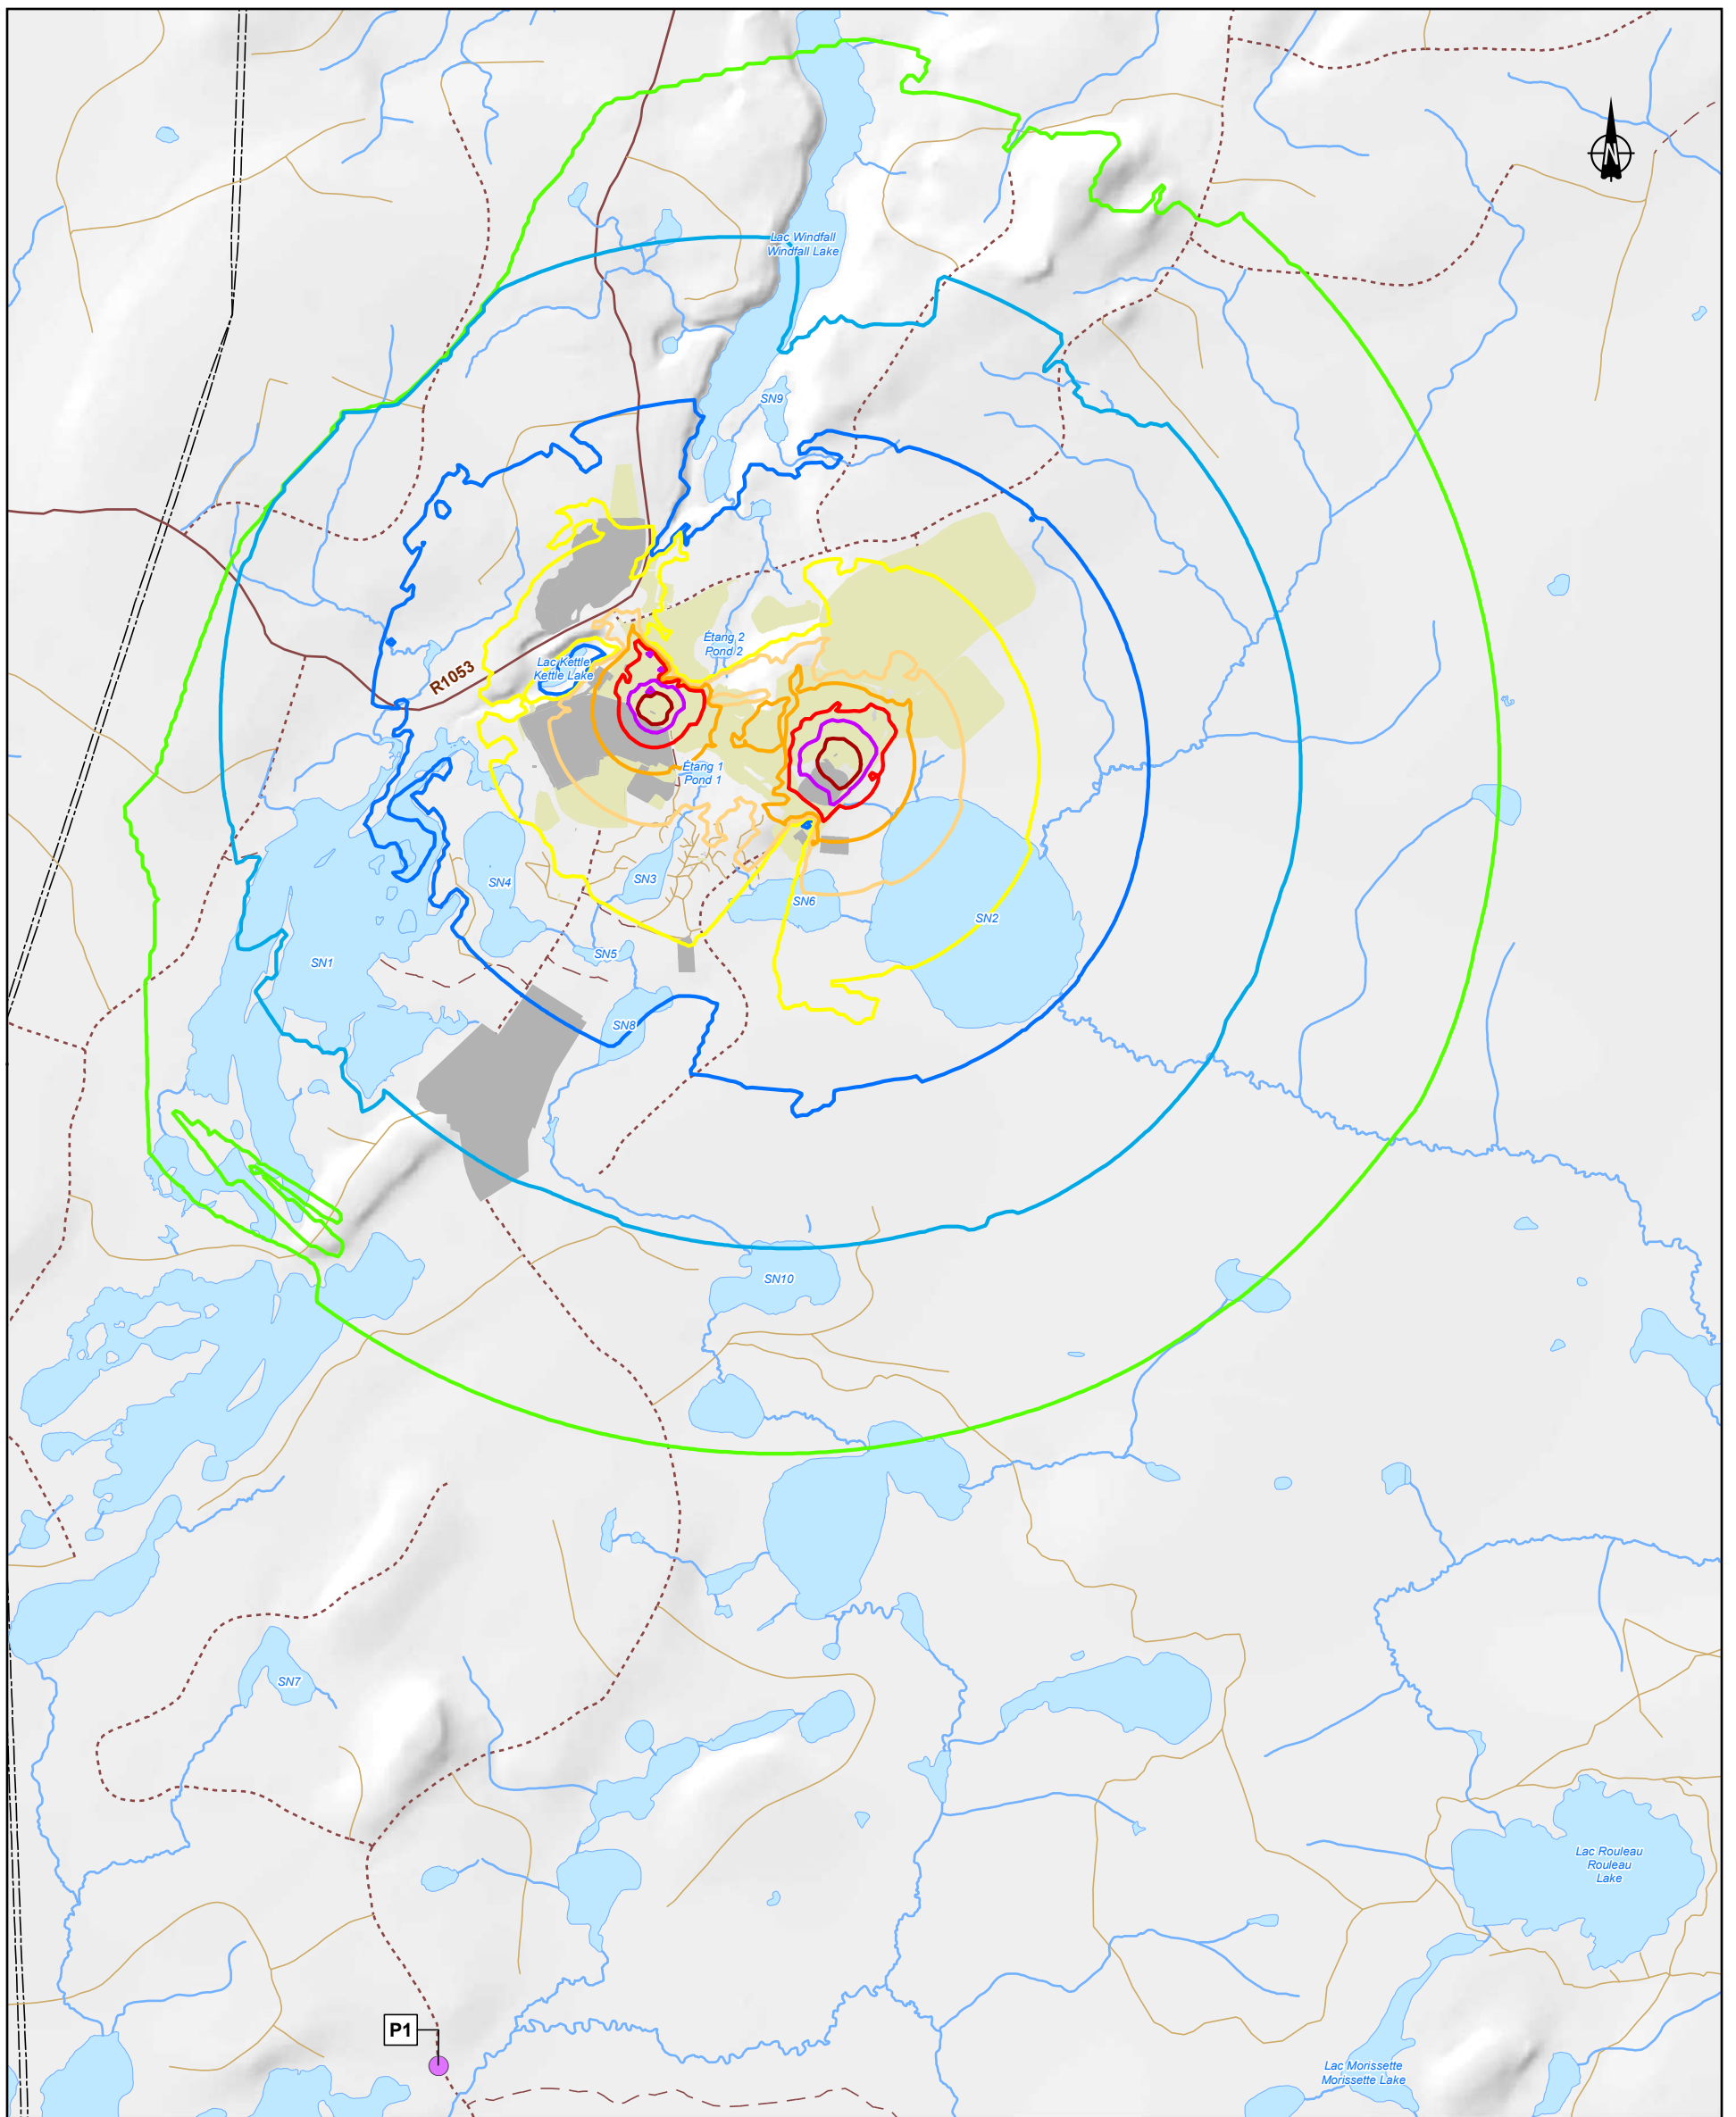 N
Lac Windfall
Windfall Lake
SN9
Étang 2
Pond 2
Lac Kettle
Kettle Lake
R1053
Étang 1
Pond 1
SN4
SN3
SN6
SN2
SN5
SN1
SN8
SN10
SN7
Lac Rouleau
Rouleau
Lake
P1
Lac Morissette
Morissette Lake